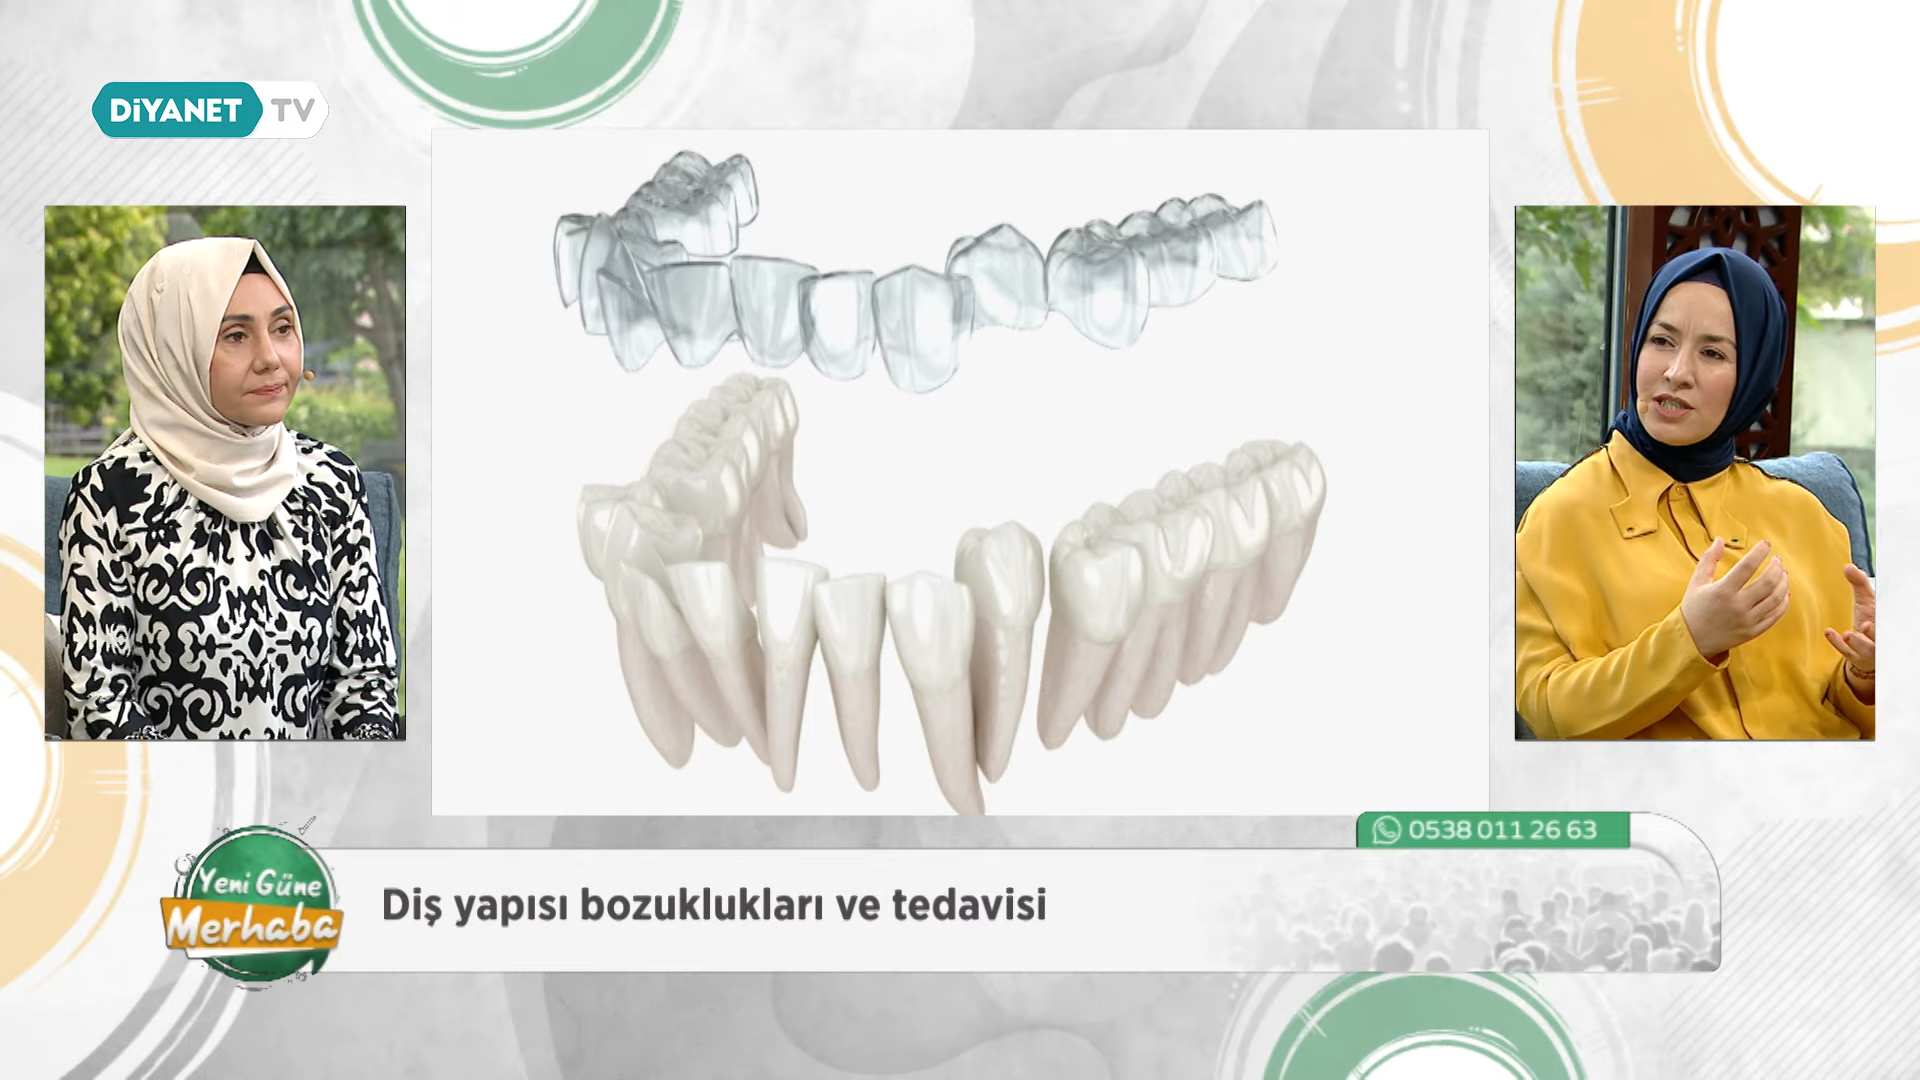 DİYANET TV
0538 011 26 63
Yeni Güne
Merhaba
Diş yapısı bozuklukları ve tedavisi